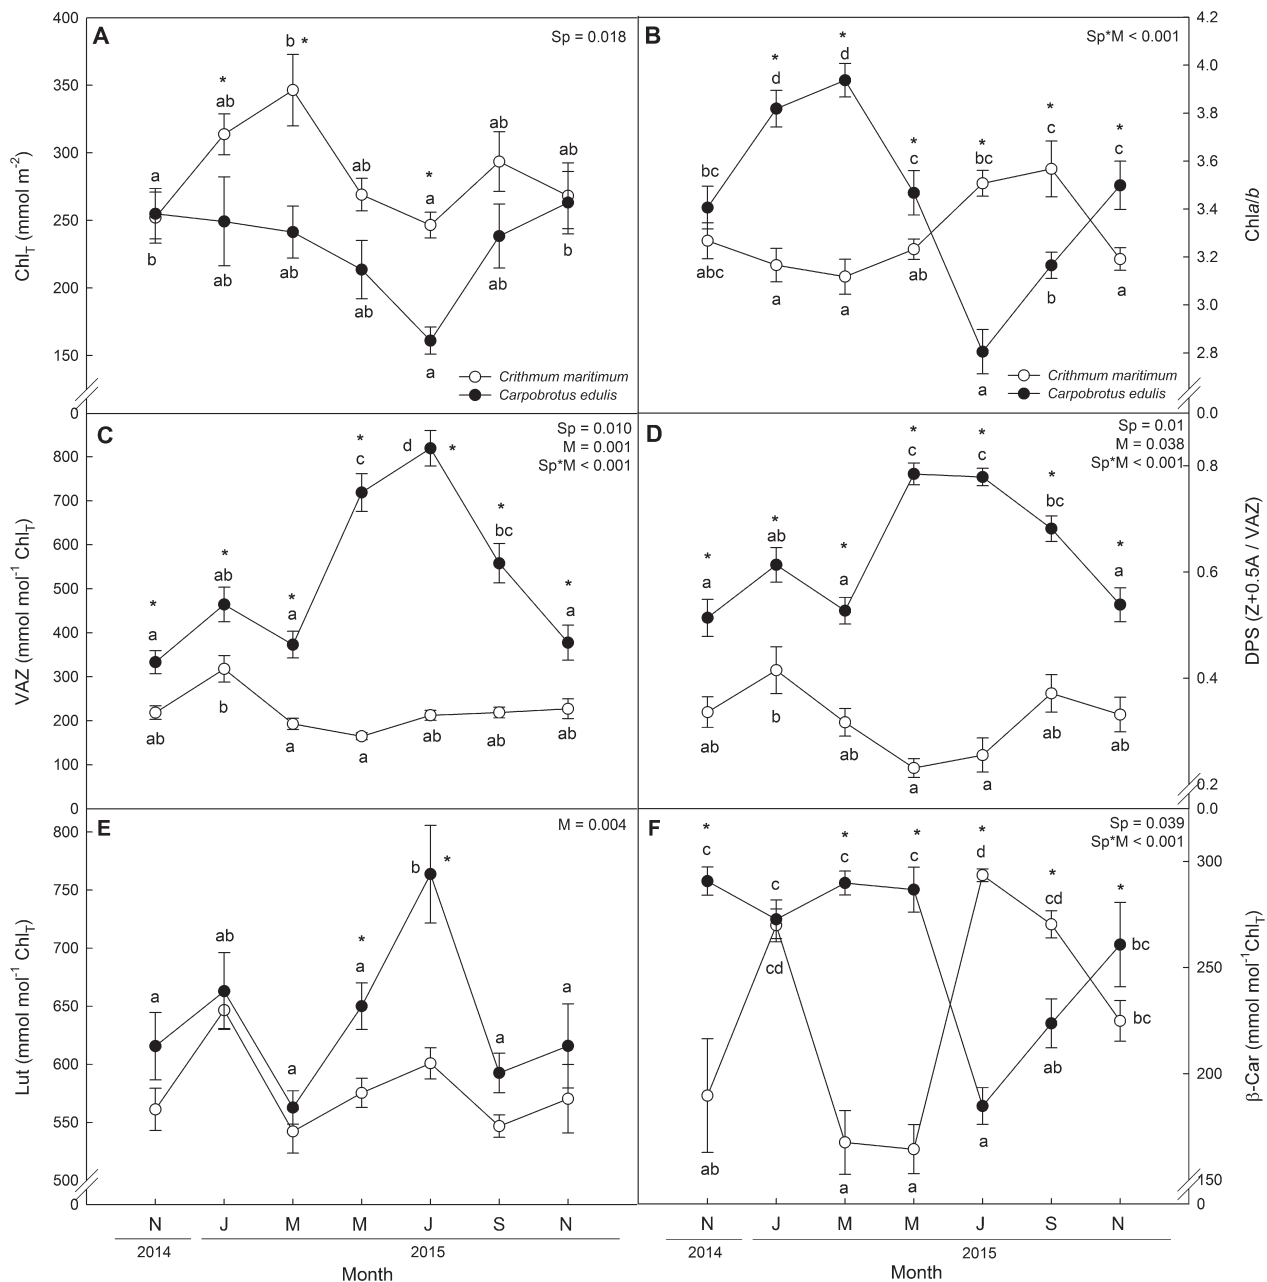 A
Sp = 0.018
400
350
300
250
200
150
0
Chl_T (mmol m⁻²)
a
*
ab
b *
ab
*
a
ab
ab
b
ab
ab
ab
a
ab
b
Crithmum maritimum
Carpobrotus edulis
B
Sp*M < 0.001
4.2
4.0
3.8
3.6
3.4
3.2
3.0
2.8
0.0
Chla/b
bc
*
d
*
d
*
c
*
bc
*
c
*
c
abc
a
a
ab
a
b
a
Crithmum maritimum
Carpobrotus edulis
C
Sp = 0.010
M = 0.001
Sp*M < 0.001
800
700
600
500
400
300
200
100
0
VAZ (mmol mol⁻¹ Chl_T)
*
a
*
ab
*
a
*
c
d *
*
bc
*
a
ab
b
a
a
ab
ab
ab
D
Sp = 0.01
M = 0.038
Sp*M < 0.001
0.8
0.6
0.4
0.2
0.0
DPS (Z+0.5A / VAZ)
*
a
*
ab
*
a
*
c
*
c
*
bc
*
a
ab
b
ab
a
a
ab
ab
E
M = 0.004
800
750
700
650
600
550
500
0
Lut (mmol mol⁻¹ Chl_T)
a
ab
a
*
a
b *
a
a
N J M M J S N
2014 2015
Month
F
Sp = 0.039
Sp*M < 0.001
300
250
200
150
0
β-Car (mmol mol⁻¹Chl_T)
*
c
c
*
c
*
c
*
d
*
cd
*
bc
ab
cd
a
a
a
ab
bc
N J M M J S N
2014 2015
Month